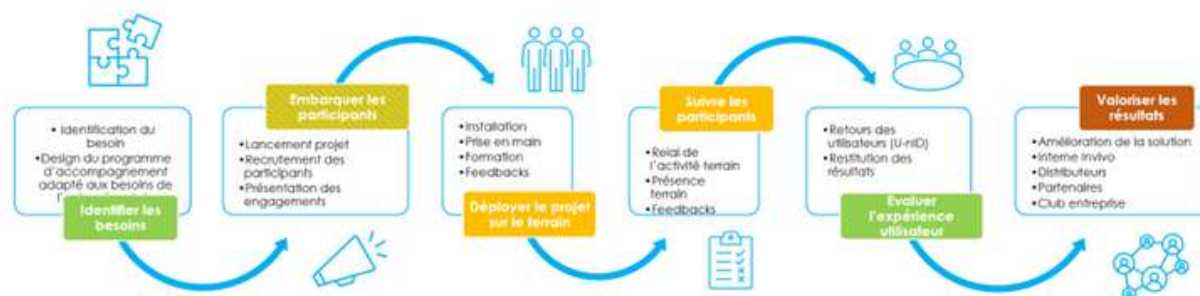 • Identification du
besoin
•Design du programme
d'accompagnement
adapté aux besoins de
Identifier les
besoins
Embarquer les
participants
•Lancement projet
•Recrutement des
participants
•Présentation des
engagements
•Installation
•Prise en main
•Formation
•Feedbacks
Déployer le projet
sur le terrain
Suivre les
participants
•Relai de
l'activité terrain
•Présence
terrain
•Feedbacks
•Retours des
utilisateurs (U-niD)
•Restitution des
résultats
Evaluer
l'expérience
utilisateur
Valoriser les
résultats
•Amélioration de la solution
•Interne Invivo
•Distributeurs
•Partenaires
•Club entreprise